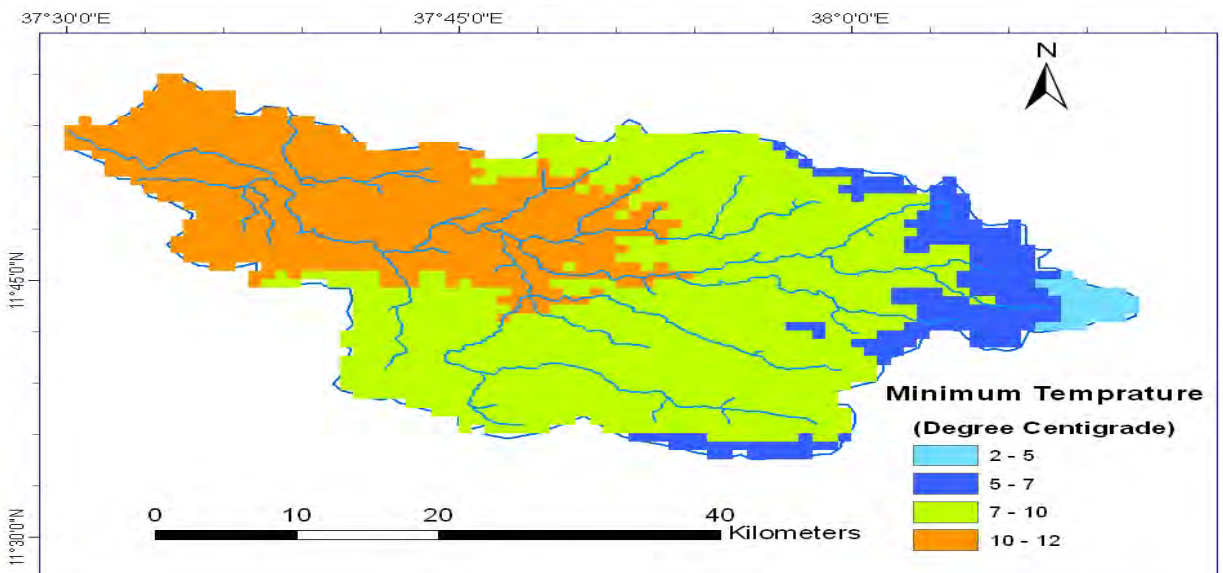 37°30'0"E 37°45'0"E 38°0'0"E
N
11°45'0"N
Minimum Temprature
(Degree Centigrade)
2 - 5
5 - 7
7 - 10
10 - 12
0 10 20 40
Kilometers
11°30'0"N